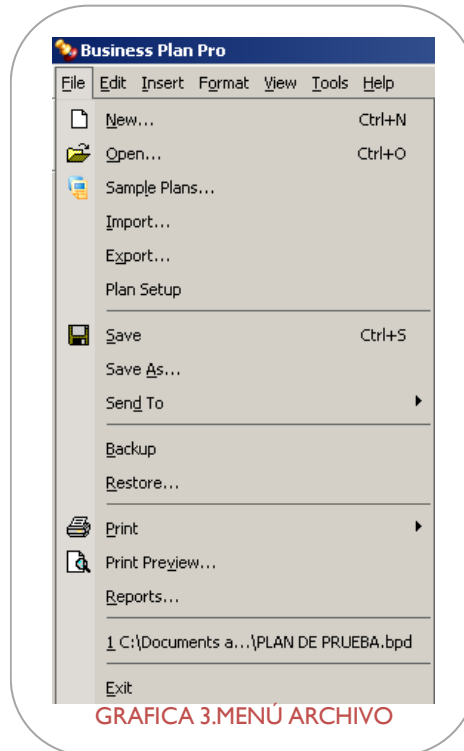 Business Plan Pro
File Edit Insert Format View Tools Help
New... Ctrl+N
Open... Ctrl+O
Sample Plans...
Import...
Export...
Plan Setup
Save Ctrl+S
Save As...
Send To
Backup
Restore...
Print
Print Preview...
Reports...
1 C:\Documents a...\PLAN DE PRUEBA.bpd
Exit
GRAFICA 3.MENÚ ARCHIVO